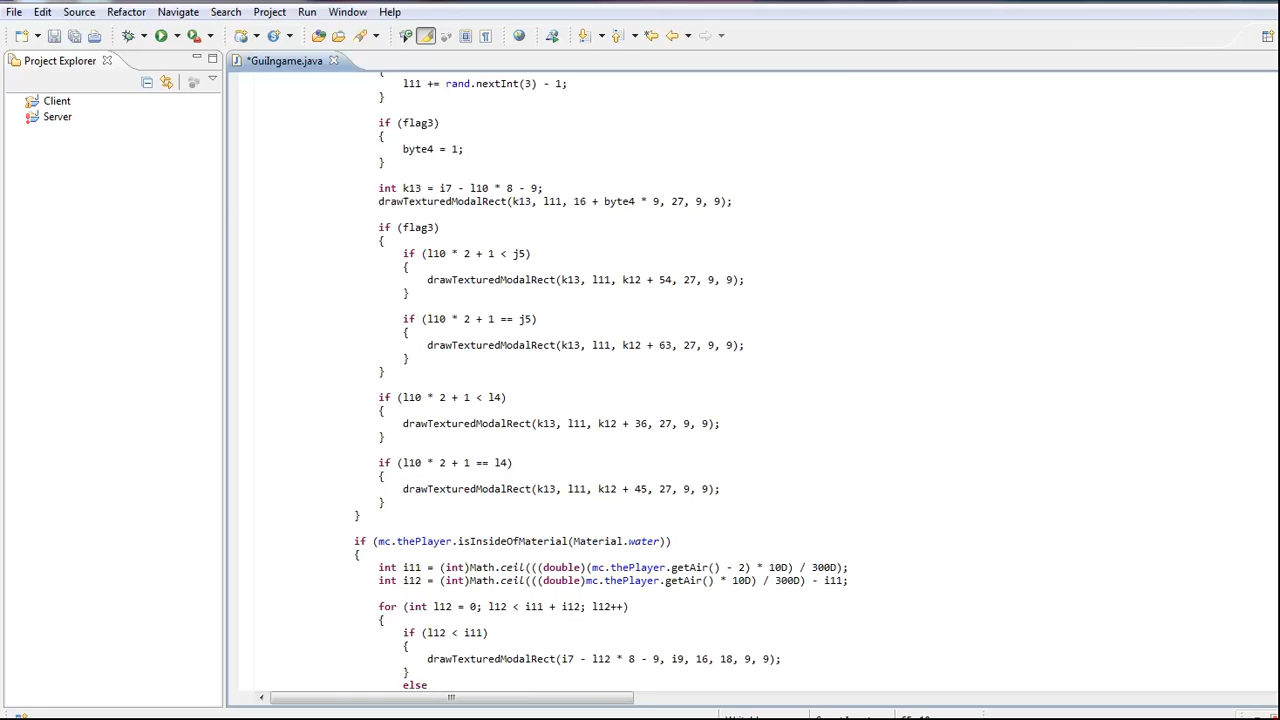 File Edit Source Refactor Navigate Search Project Run Window Help
Project Explorer
*GuiIngame.java
Client
Server
{
l11 += rand.nextInt(3) - 1;
}
if (flag3)
{
byte4 = 1;
}
int k13 = i7 - l10 * 8 - 9;
drawTexturedModalRect(k13, l11, 16 + byte4 * 9, 27, 9, 9);
if (flag3)
{
if (l10 * 2 + 1 < j5)
{
drawTexturedModalRect(k13, l11, k12 + 54, 27, 9, 9);
}
if (l10 * 2 + 1 == j5)
{
drawTexturedModalRect(k13, l11, k12 + 63, 27, 9, 9);
}
}
if (l10 * 2 + 1 < l4)
{
drawTexturedModalRect(k13, l11, k12 + 36, 27, 9, 9);
}
if (l10 * 2 + 1 == l4)
{
drawTexturedModalRect(k13, l11, k12 + 45, 27, 9, 9);
}
}
if (mc.thePlayer.isInsideOfMaterial(Material.water))
{
int i11 = (int)Math.ceil(((double)(mc.thePlayer.getAir() - 2) * 10D) / 300D);
int i12 = (int)Math.ceil(((double)mc.thePlayer.getAir() * 10D) / 300D) - i11;
for (int l12 = 0; l12 < i11 + i12; l12++)
{
if (l12 < i11)
{
drawTexturedModalRect(i7 - l12 * 8 - 9, i9, 16, 18, 9, 9);
}
else